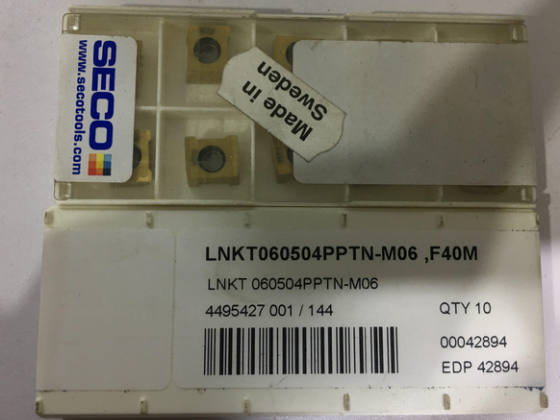 SECO
www.secotools.com
Made in
Sweden
LNKT060504PPTN-M06 ,F40M
LNKT 060504PPTN-M06
4495427 001 / 144
QTY 10
00042894
EDP 42894